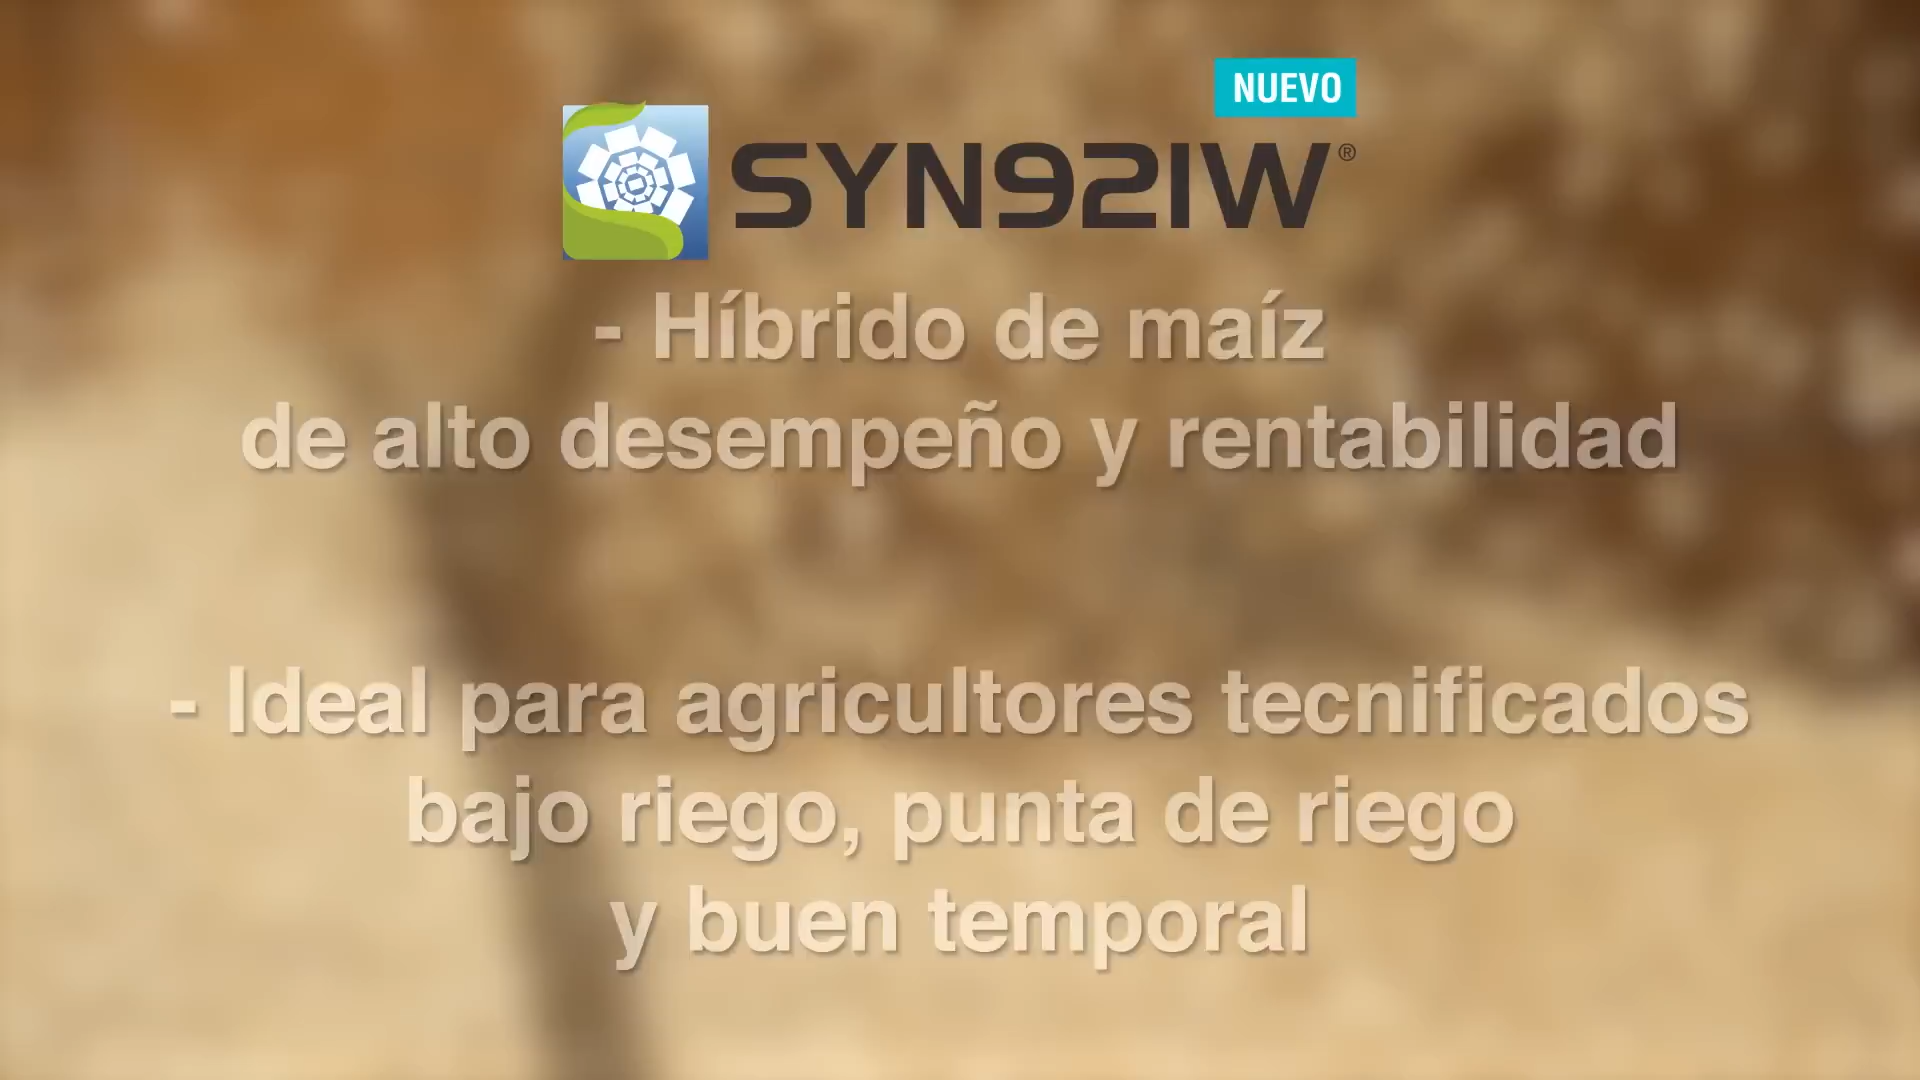 NUEVO
SYN921W®
- Híbrido de maíz
de alto desempeño y rentabilidad
- Ideal para agricultores tecnificados
bajo riego, punta de riego
y buen temporal